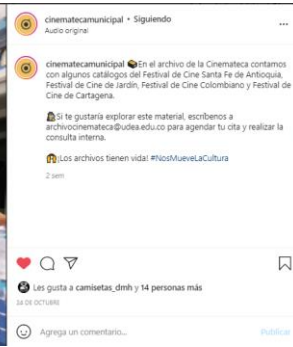 cinematecamunicipal • Siguiendo
Audio original
cinematecamunicipal En el archivo de la Cinemateca contamos
con algunos catálogos del Festival de Cine Santa Fe de Antioquia,
Festival de Cine de Jardín, Festival de Cine Colombiano y Festival de
Cine de Cartagena.
Si te gustaría explorar este material, escríbenos a
archivocinemateca@udea.edu.co para agendar tu cita y realizar la
consulta interna.
¡Los archivos tienen vida! #NosMueveLaCultura
2 sem
Les gusta a camisetas_dmh y 14 personas más
24 DE OCTUBRE
Agrega un comentario...
Publicar